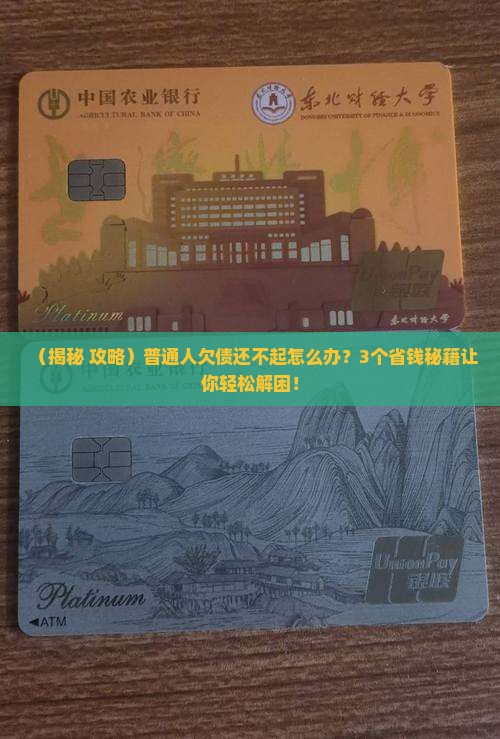 中国农业银行
AGRICULTURAL BANK OF CHINA
东北财经大学
DONGBEI UNIVERSITY OF FINANCE & ECONOMICS
UnionPay
银联
Platinum
东北财经大学
（揭秘 攻略）普通人欠债还不起怎么办？3个省钱秘籍让
你轻松解困！
UnionPay
银联
Platinum
◀ATM